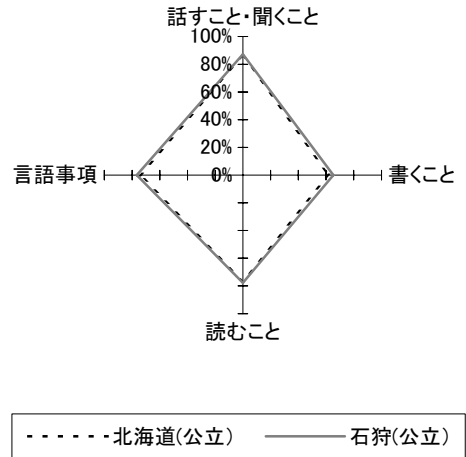 話すこと・聞くこと
100%
80%
60%
40%
20%
0%
言語事項
書くこと
読むこと
北海道(公立)
石狩(公立)